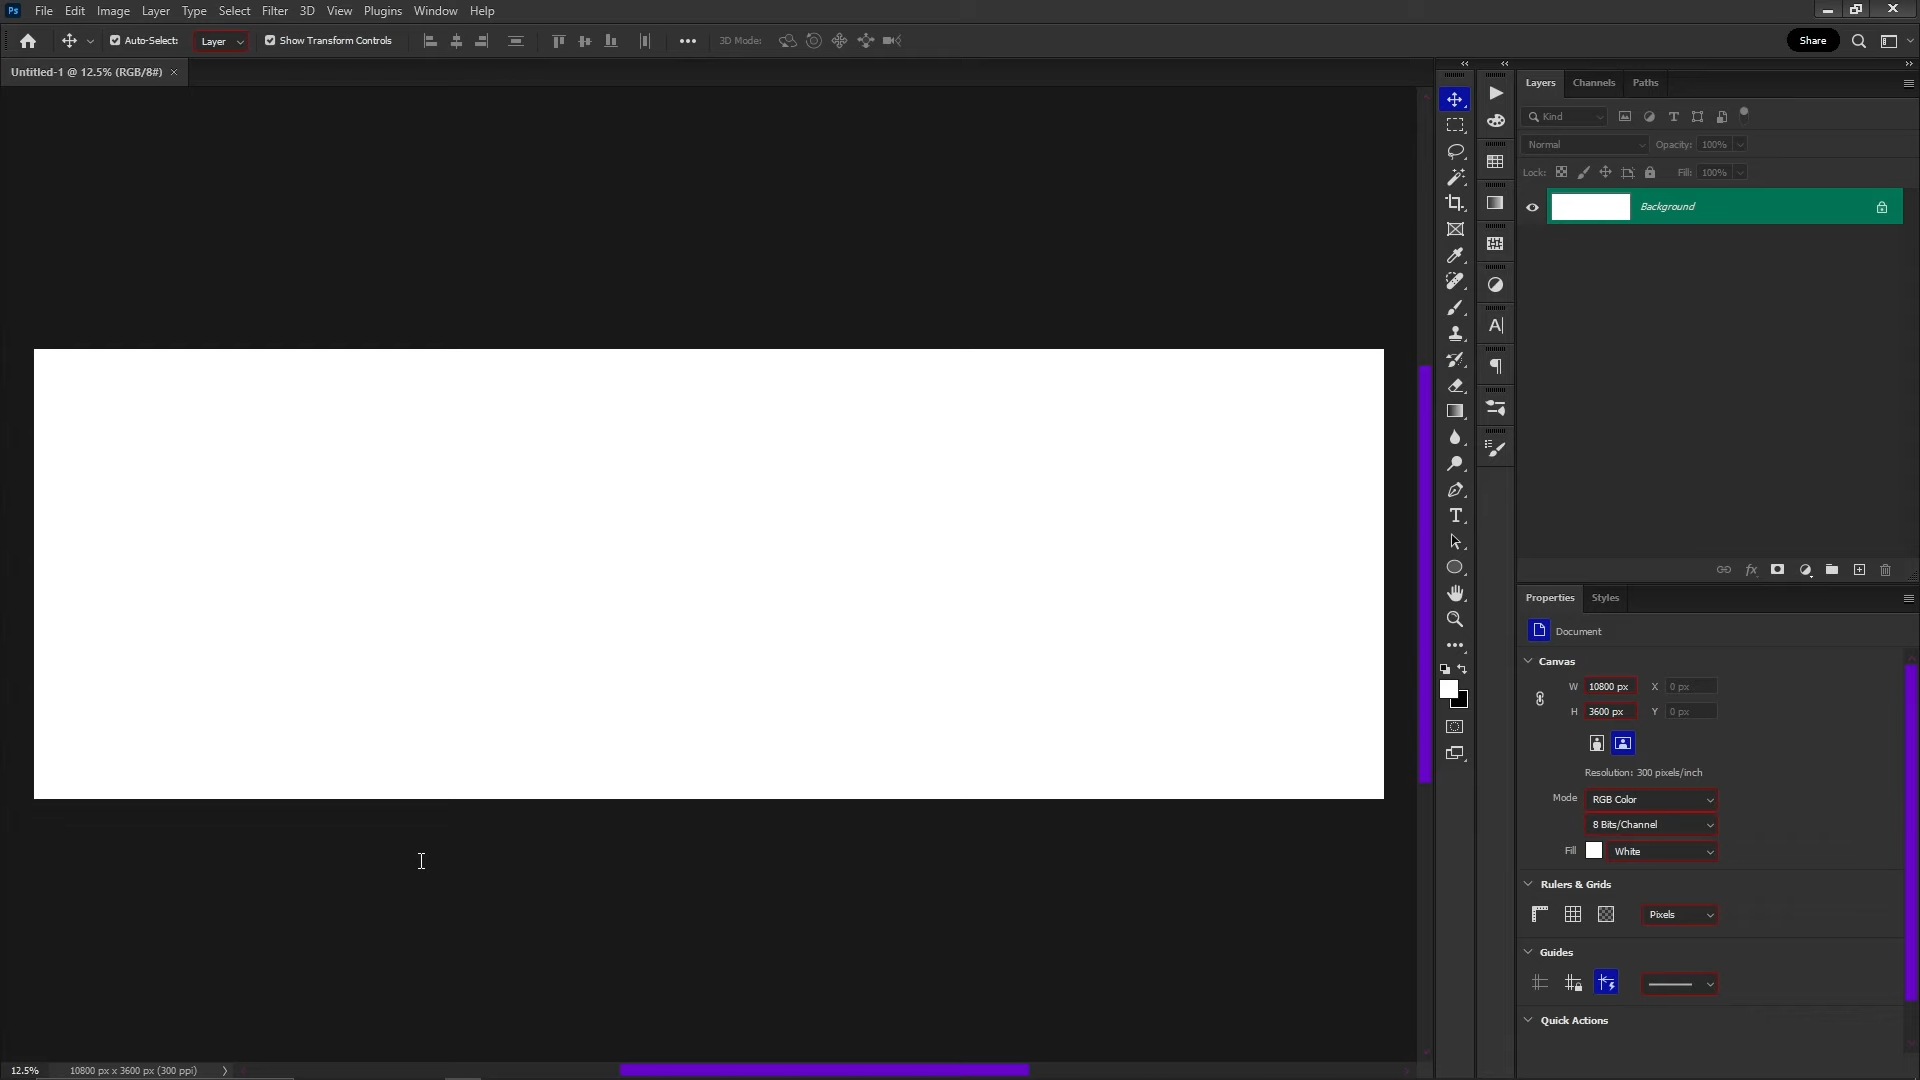 Ps File Edit Image Layer Type Select Filter 3D View Plugins Window Help
Auto-Select: Layer Show Transform Controls 3D Mode: Share
Untitled-1 @ 12.5% (RGB/8#)
Layers Channels Paths
Kind
Normal Opacity: 100%
Lock: Fill: 100%
Background
Properties Styles
Document
Canvas
W 10800 px X 0 px
H 3600 px Y 0 px
Resolution: 300 pixels/inch
Mode RGB Color
8 Bits/Channel
Fill White
Rulers & Grids
Pixels
Guides
Quick Actions
12.5% 10800 px x 3600 px (300 ppi)